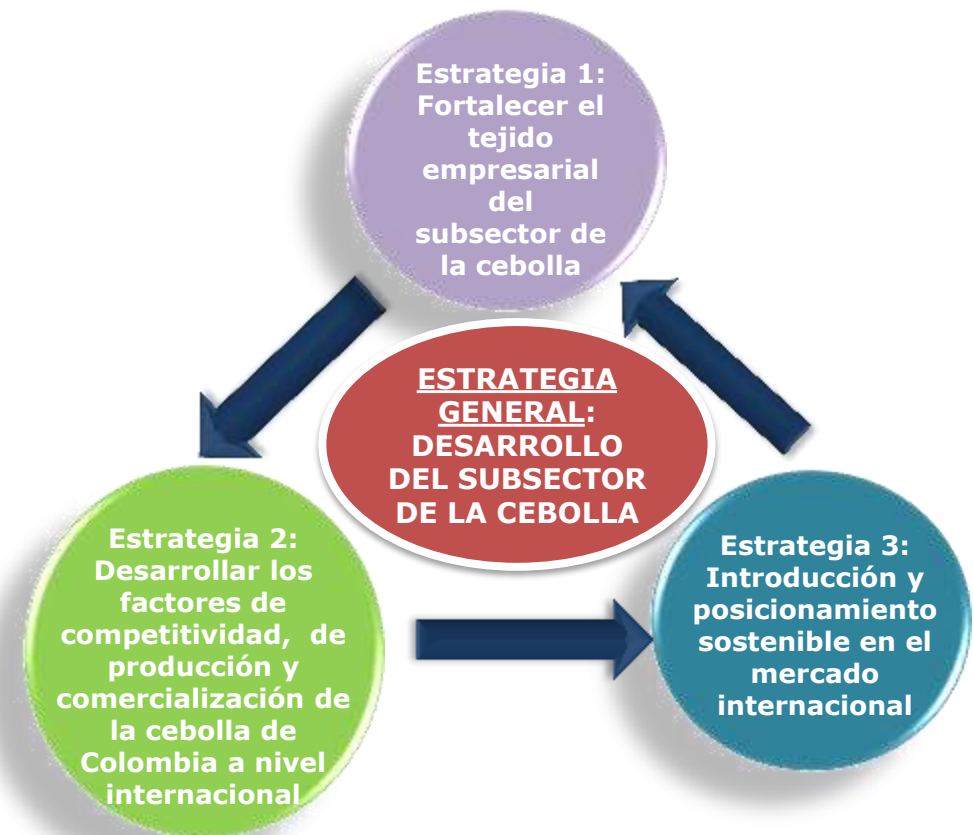 Estrategia 1:
Fortalecer el
tejido
empresarial
del
subsector de
la cebolla
ESTRATEGIA
GENERAL:
DESARROLLO
DEL SUBSECTOR
DE LA CEBOLLA
Estrategia 2:
Desarrollar los
factores de
competitividad,  de
producción y
comercialización de
la cebolla de
Colombia a nivel
internacional
Estrategia 3:
Introducción y
posicionamiento
sostenible en el
mercado
internacional